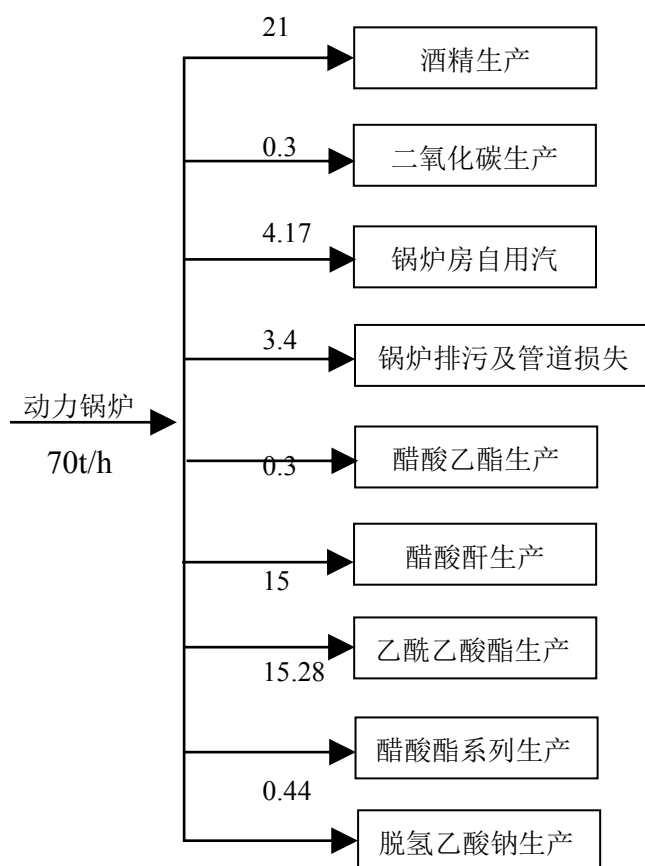 21
酒精生产
0.3
二氧化碳生产
4.17
锅炉房自用汽
3.4
锅炉排污及管道损失
动力锅炉
70t/h
0.3
醋酸乙酯生产
15
醋酸酐生产
15.28
乙酰乙酸酯生产
醋酸酯系列生产
0.44
脱氢乙酸钠生产